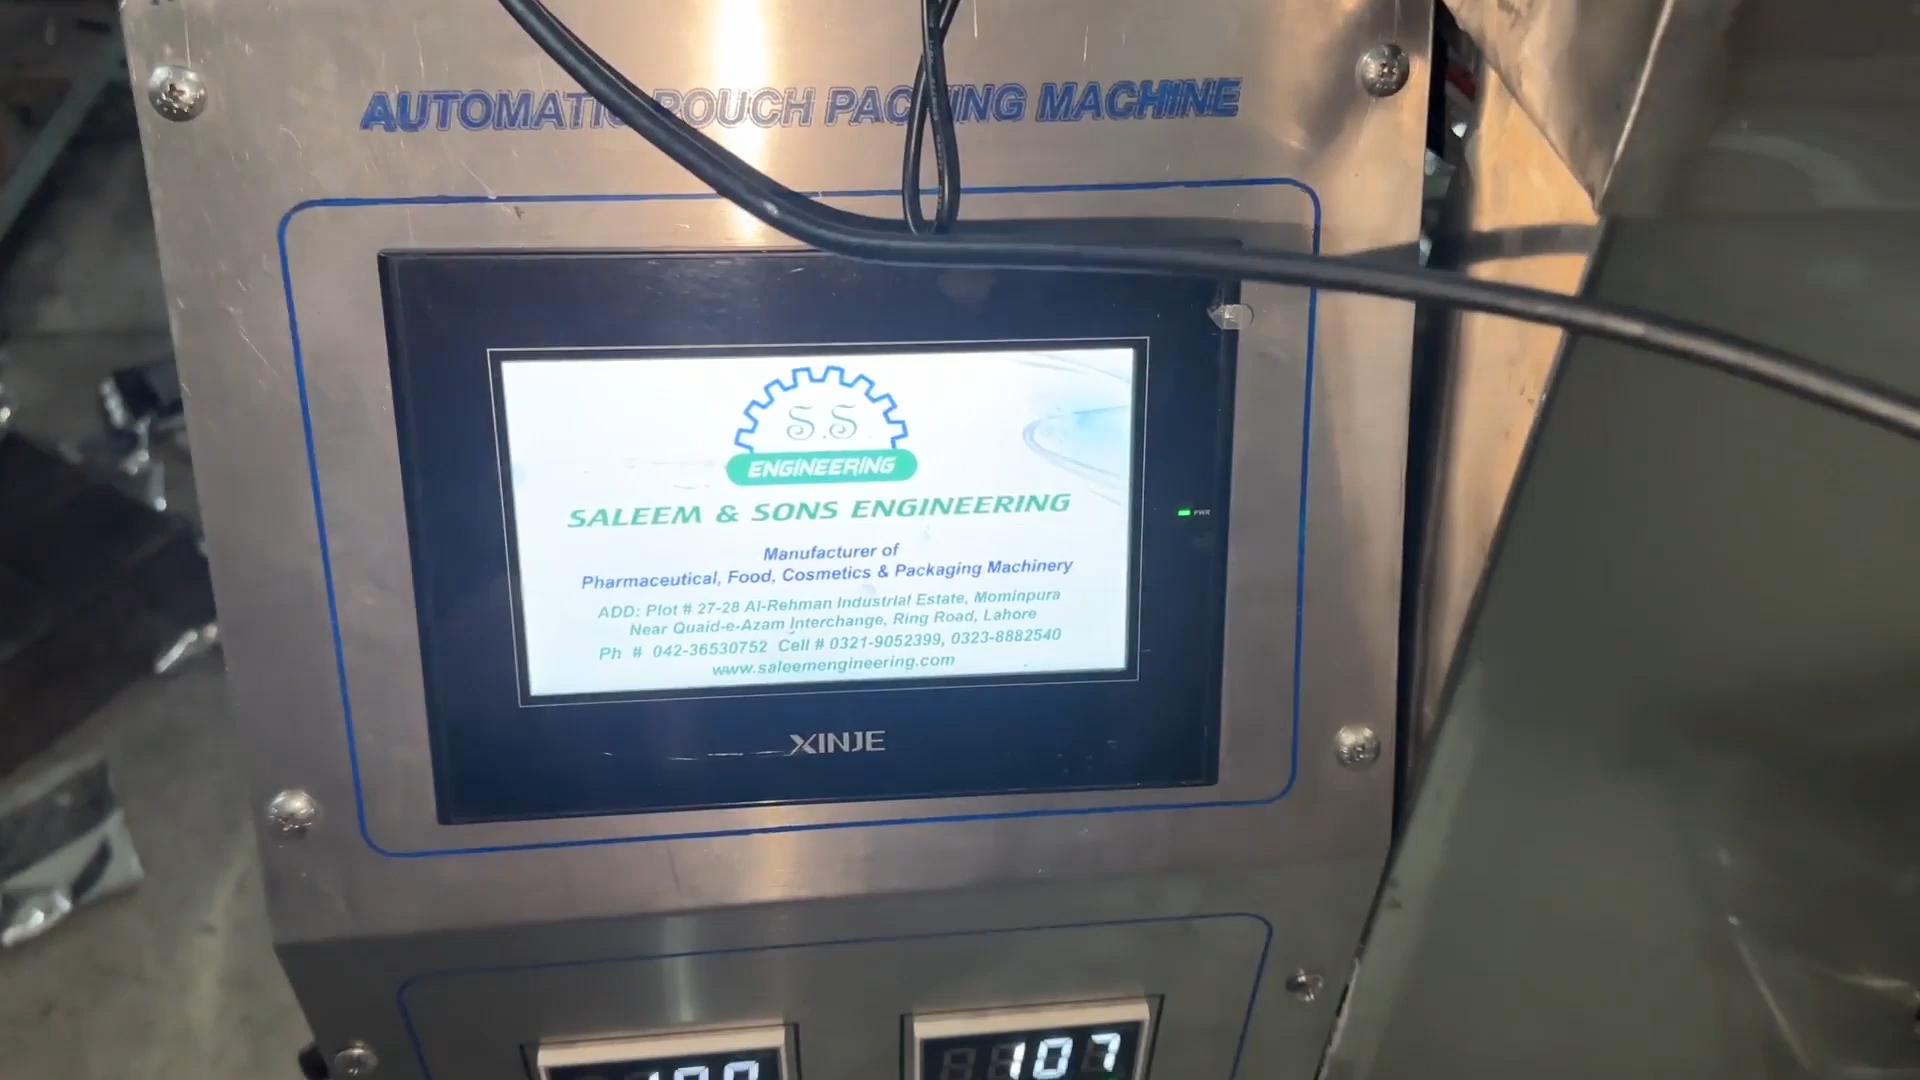 AUTOMATIC POUCH PACKING MACHINE
S.S
ENGINEERING
SALEEM & SONS ENGINEERING
Manufacturer of
Pharmaceutical, Food, Cosmetics & Packaging Machinery
ADD: Plot # 27-28 Al-Rehman Industrial Estate, Mominpura
Near Quaid-e-Azam Interchange, Ring Road, Lahore
Ph # 042-36530752 Cell # 0321-9052399, 0323-8882540
www.saleemengineering.com
PWR
XINJE
107